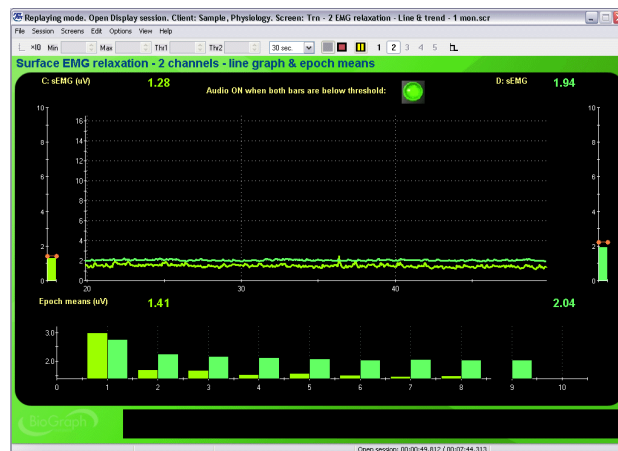 Replaying mode. Open Display session. Client: Sample, Physiology. Screen: Trn - 2 EMG relaxation - Line & trend - 1 mon.scr
File Session Screens Edit Options View Help
×10 Min Max Thr1 Thr2 30 sec. 1 2 3 4 5
Surface EMG relaxation - 2 channels - line graph & epoch means
C: sEMG (uV) 1.28 Audio ON when both bars are below threshold: D: sEMG 1.94
10 10
16
14
8 8
12
6 10 6
8
4 4
6
4
2 2
2
0 0 0
20 30 40
Epoch means (uV) 1.41 2.04
3.0
2.0
0 1 2 3 4 5 6 7 8 9 10
BioGraph
Open session: 00:00:49.812 / 00:07:44.313